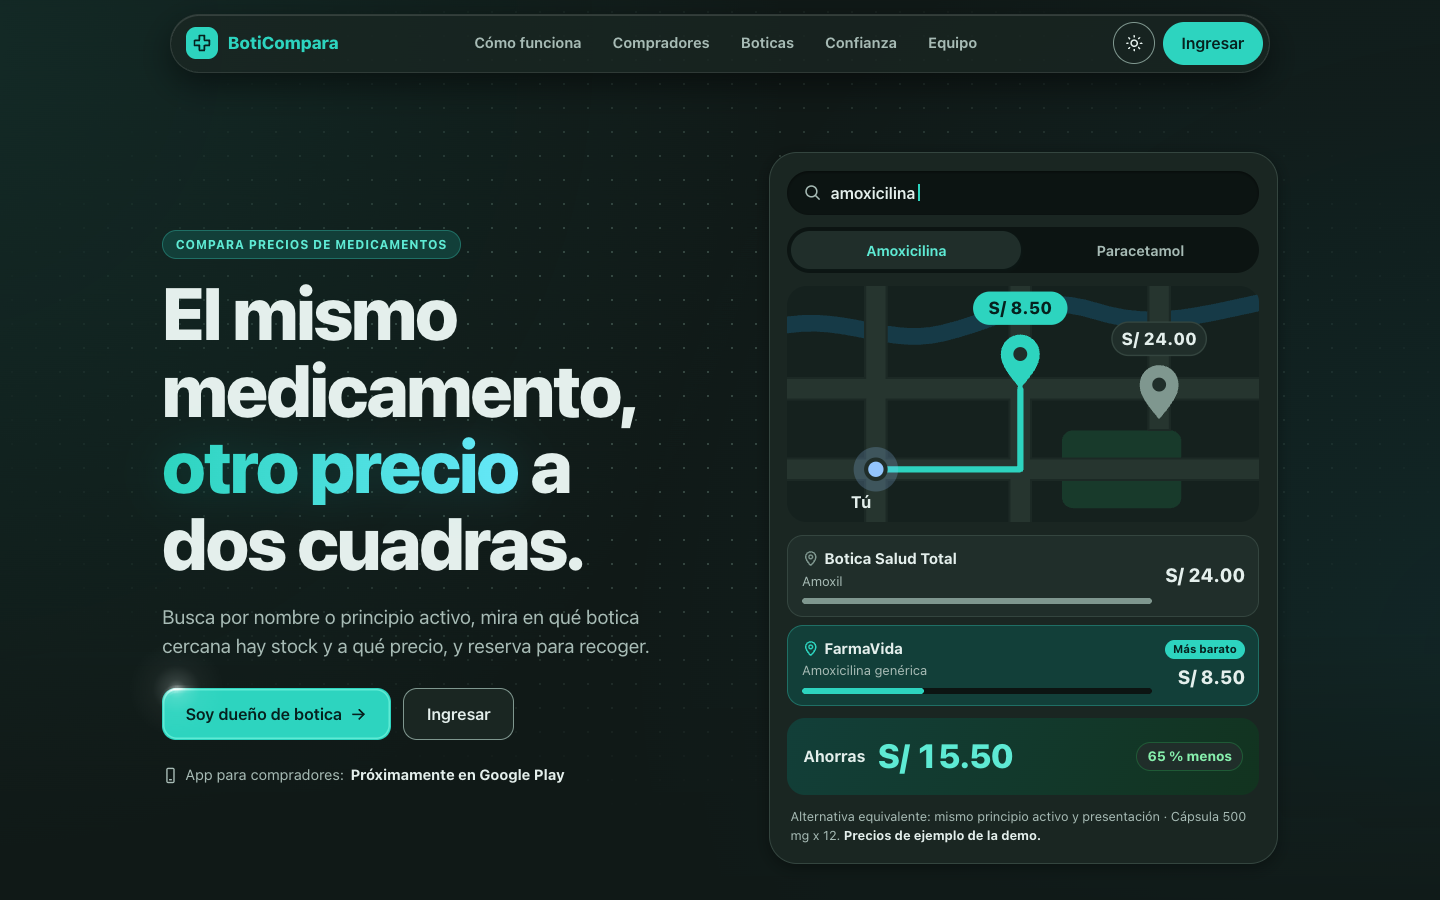 BotiCompara
Cómo funciona
Compradores
Boticas
Confianza
Equipo
Ingresar
COMPARA PRECIOS DE MEDICAMENTOS
El mismo
medicamento,
otro precio a
dos cuadras.
Busca por nombre o principio activo, mira en qué botica
cercana hay stock y a qué precio, y reserva para recoger.
Soy dueño de botica →
Ingresar
App para compradores: Próximamente en Google Play
amoxicilina
Amoxicilina
Paracetamol
S/ 8.50
S/ 24.00
Tú
Botica Salud Total
Amoxil
S/ 24.00
FarmaVida
Amoxicilina genérica
Más barato
S/ 8.50
Ahorras S/ 15.50
65 % menos
Alternativa equivalente: mismo principio activo y presentación · Cápsula 500
mg x 12. Precios de ejemplo de la demo.